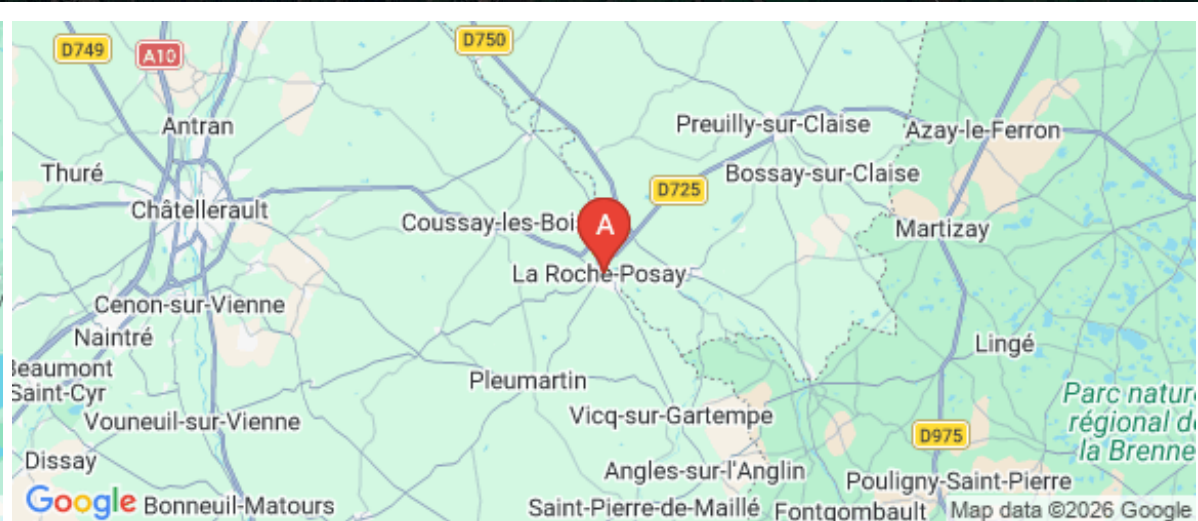 D749
A10
D750
Antran
Preuilly-sur-Claise
Azay-le-Ferron
Thuré
Bossay-sur-Claise
D725
Châtellerault
Coussay-les-Boi
A
Martizay
La Roche-Posay
Cenon-sur-Vienne
Naintré
Lingé
Beaumont
Saint-Cyr
Pleumartin
Parc nature
régional de
la Brenne
Vouneuil-sur-Vienne
Vicq-sur-Gartempe
D975
Dissay
Angles-sur-l'Anglin
Pouligny-Saint-Pierre
Google
Bonneuil-Matours
Saint-Pierre-de-Maillé
Fontgombault
Map data ©2026 Google